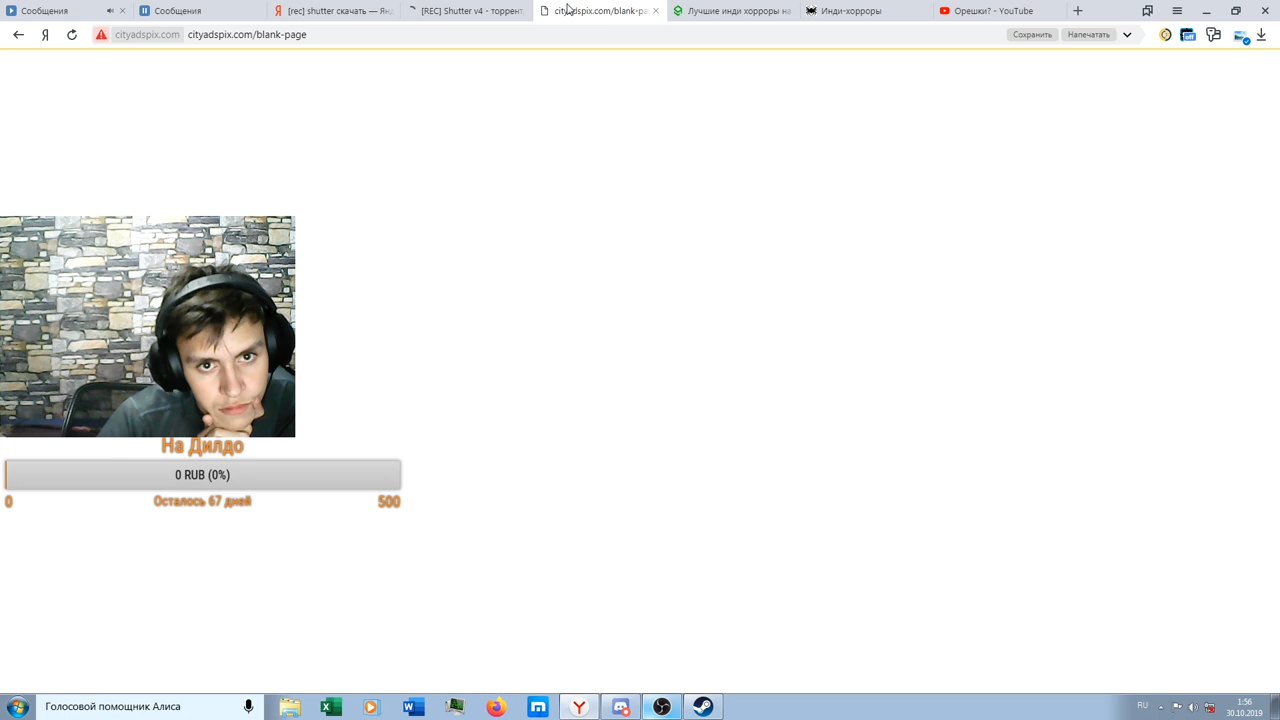 Сообщения
Сообщения
[rec] shutter скачать — Янд
[REC] Shutter v4 - торрент,
cityadspix.com/blank-pa
Лучшие инди хорроры на
Инди-хорроры
Орешки? - YouTube
cityadspix.com
cityadspix.com/blank-page
Сохранить
Напечатать
off
На Дилдо
0 RUB (0%)
0
Осталось 67 дней
500
Голосовой помощник Алиса
RU
1:56
30.10.2019